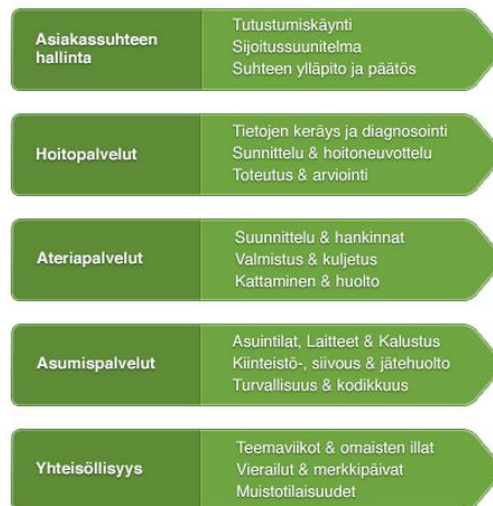 Asiakassuhteen
hallinta
Tutustumiskäynti
Sijoitussuunitelma
Suhteen ylläpito ja päätös
Hoitopalvelut
Tietojen keräys ja diagnosointi
Sunnittelu & hoitoneuvottelu
Toteutus & arviointi
Ateriapalvelut
Suunnittelu & hankinnat
Valmistus & kuljetus
Kattaminen & huolto
Asumispalvelut
Asuintilat, Laitteet & Kalustus
Kiinteistö-, siivous & jätehuolto
Turvallisuus & kodikkuus
Yhteisöllisyys
Teemaviikot & omaisten illat
Vierailut & merkkipäivat
Muistotilaisuudet